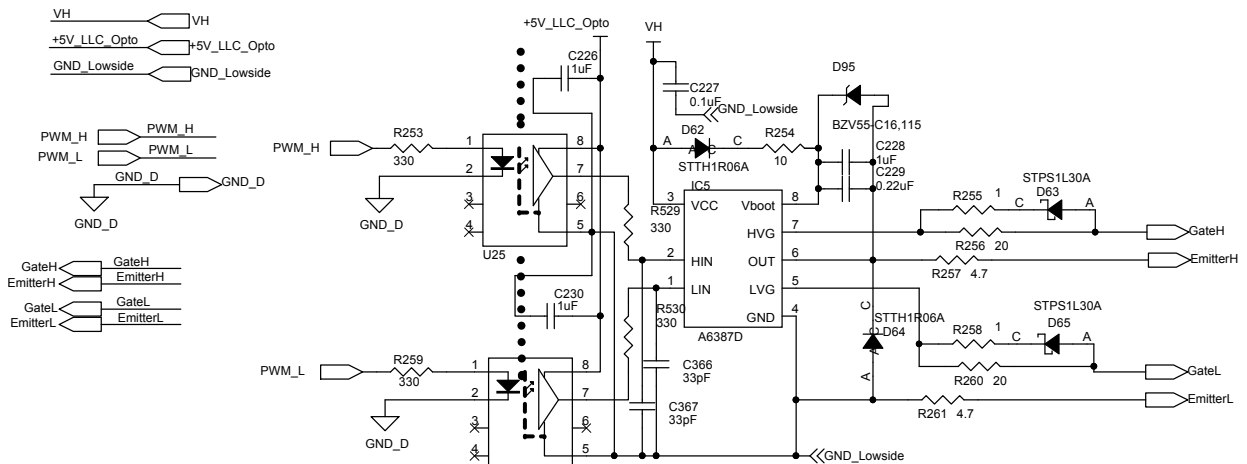 VH
VH
+5V_LLC_Opto
+5V_LLC_Opto
GND_Lowside
GND_Lowside
PWM_H
PWM_H
PWM_L
PWM_L
GND_D
GND_D
GND_D
GateH
GateH
EmitterH
EmitterH
GateL
GateL
EmitterL
EmitterL
+5V_LLC_Opto
C226
1uF
PWM_H
R253
330
1
2
3
4
8
7
6
5
U25
GND_D
C230
1uF
PWM_L
R259
330
1
2
3
4
8
7
6
5
GND_D
R529
330
R530
330
C366
33pF
C367
33pF
VH
C227
0.1uF
GND_Lowside
D62
A
A
C
C
STTH1R06A
R254
10
D95
BZV55-C16,115
C228
1uF
C229
0.22uF
IC5
3
VCC
Vboot
8
HVG
7
2
HIN
OUT
6
1
LIN
LVG
5
GND
4
A6387D
STTH1R06A
D64
C
A
C
A
STPS1L30A
D63
R255
1
C
A
R256
20
R257
4.7
GateH
EmitterH
STPS1L30A
D65
R258
1
C
A
R260
20
R261
4.7
GateL
EmitterL
GND_Lowside